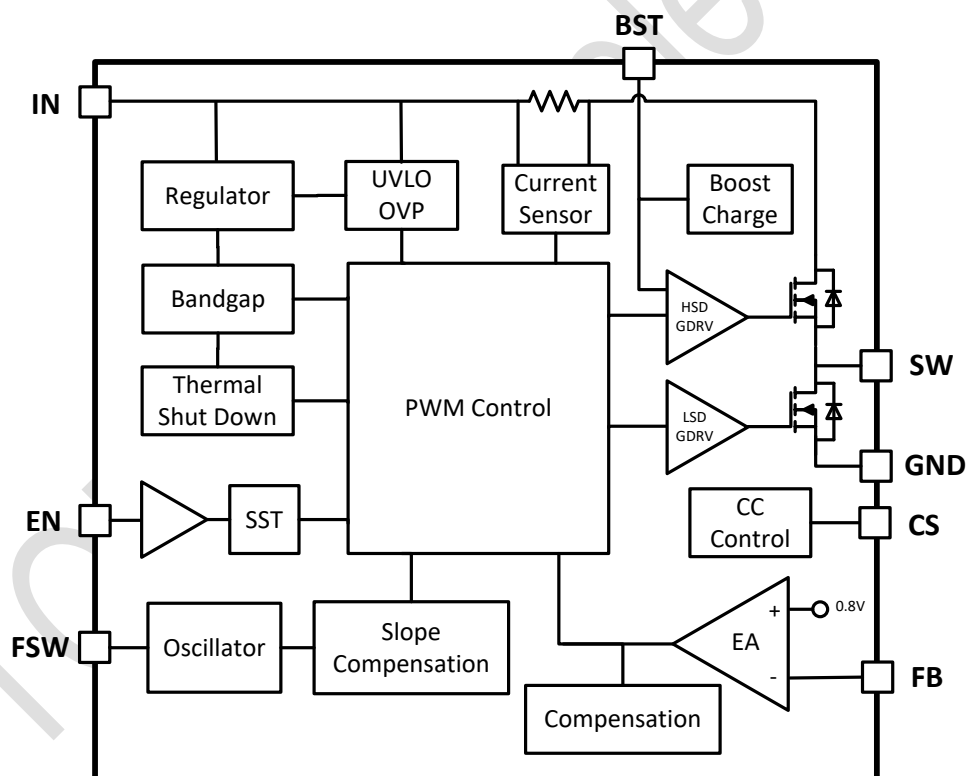 BST
IN
Regulator
UVLO
OVP
Current
Sensor
Boost
Charge
Bandgap
HSD
GDRV
Thermal
Shut Down
PWM Control
SW
LSD
GDRV
GND
EN
SST
CC
Control
CS
FSW
Oscillator
Slope
Compensation
+
0.8V
EA
-
FB
Compensation